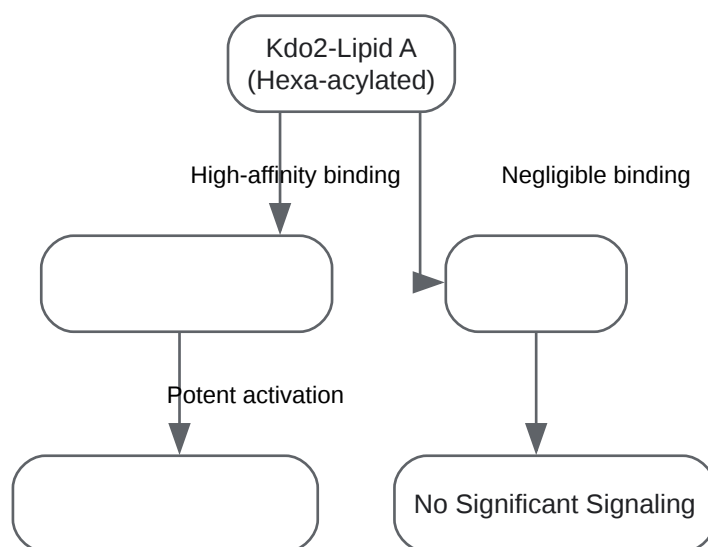 Kdo2-Lipid A
(Hexa-acylated)
High-affinity binding
Negligible binding
Potent activation
No Significant Signaling